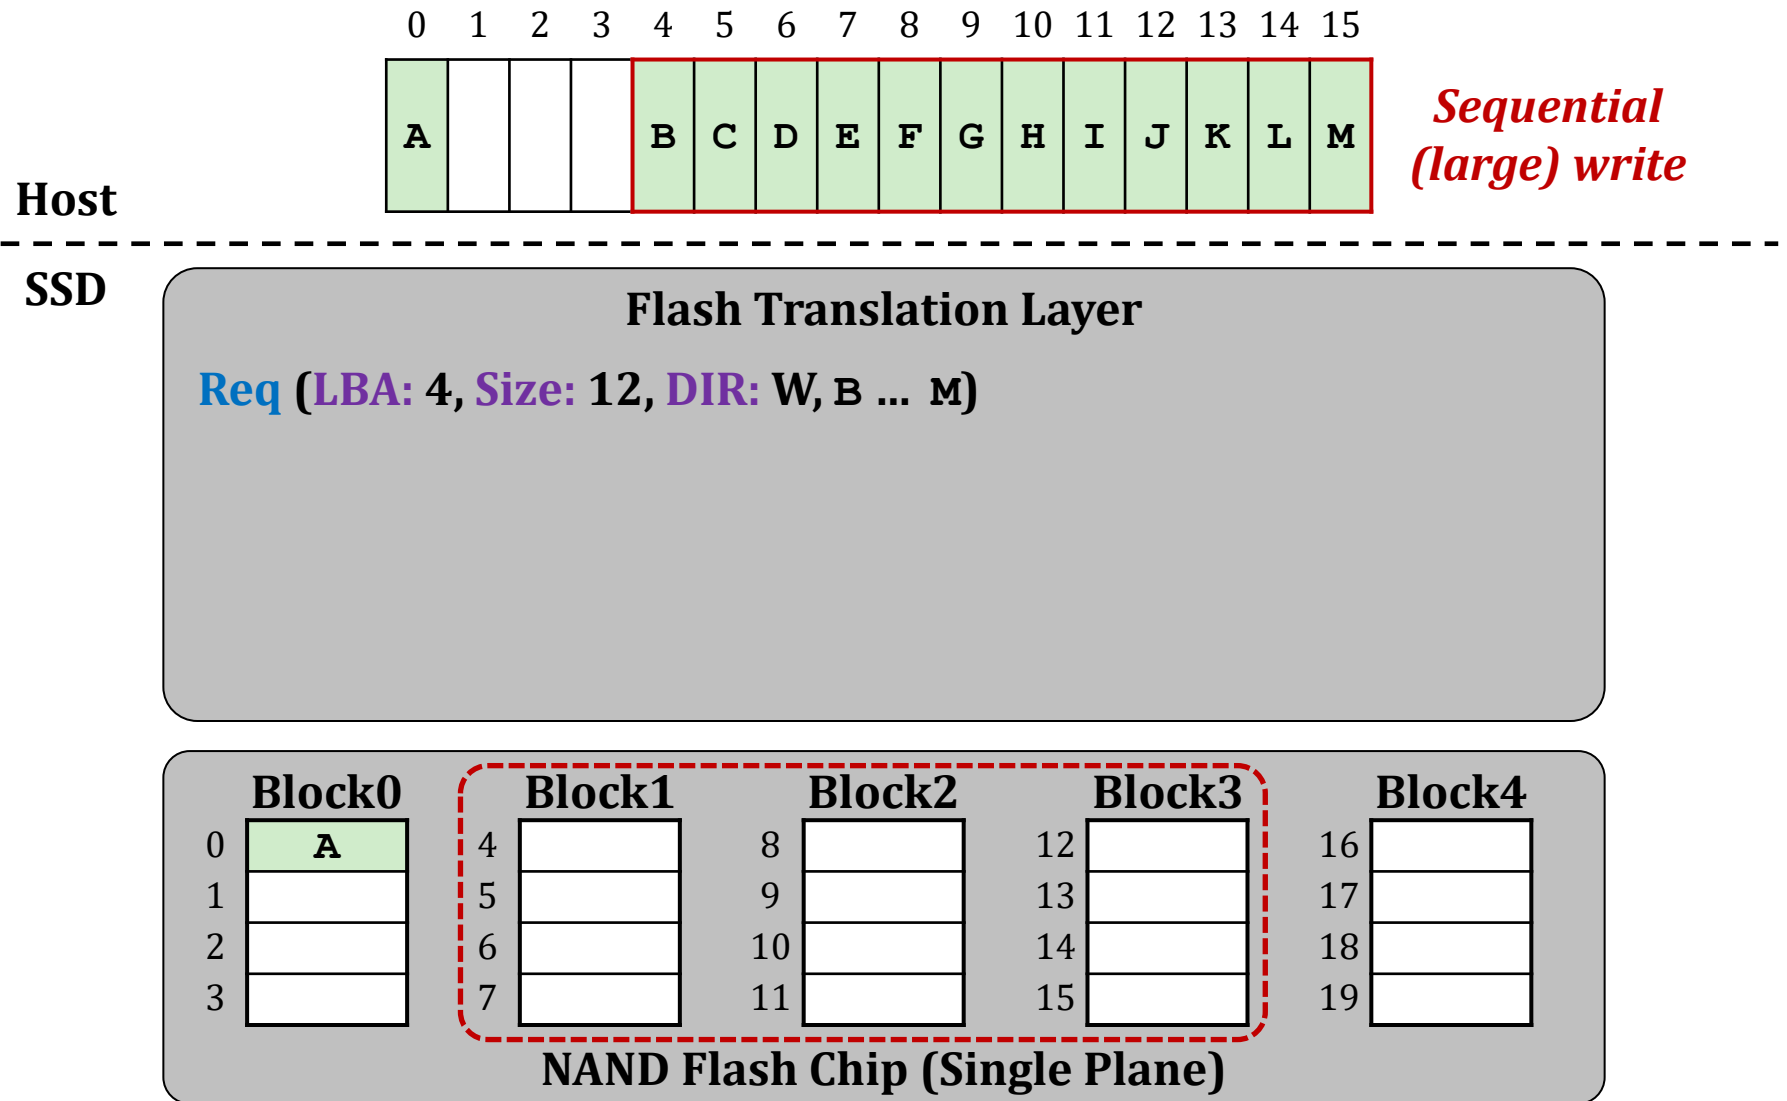 0 1 2 3 4 5 6 7 8 9 10 11 12 13 14 15
A B C D E F G H I J K L M
Sequential
(large) write
Host
SSD
Flash Translation Layer
Req (LBA: 4, Size: 12, DIR: W, B ... M)
Block0 Block1 Block2 Block3 Block4
0 A 4 8 12 16
1 5 9 13 17
2 6 10 14 18
3 7 11 15 19
NAND Flash Chip (Single Plane)